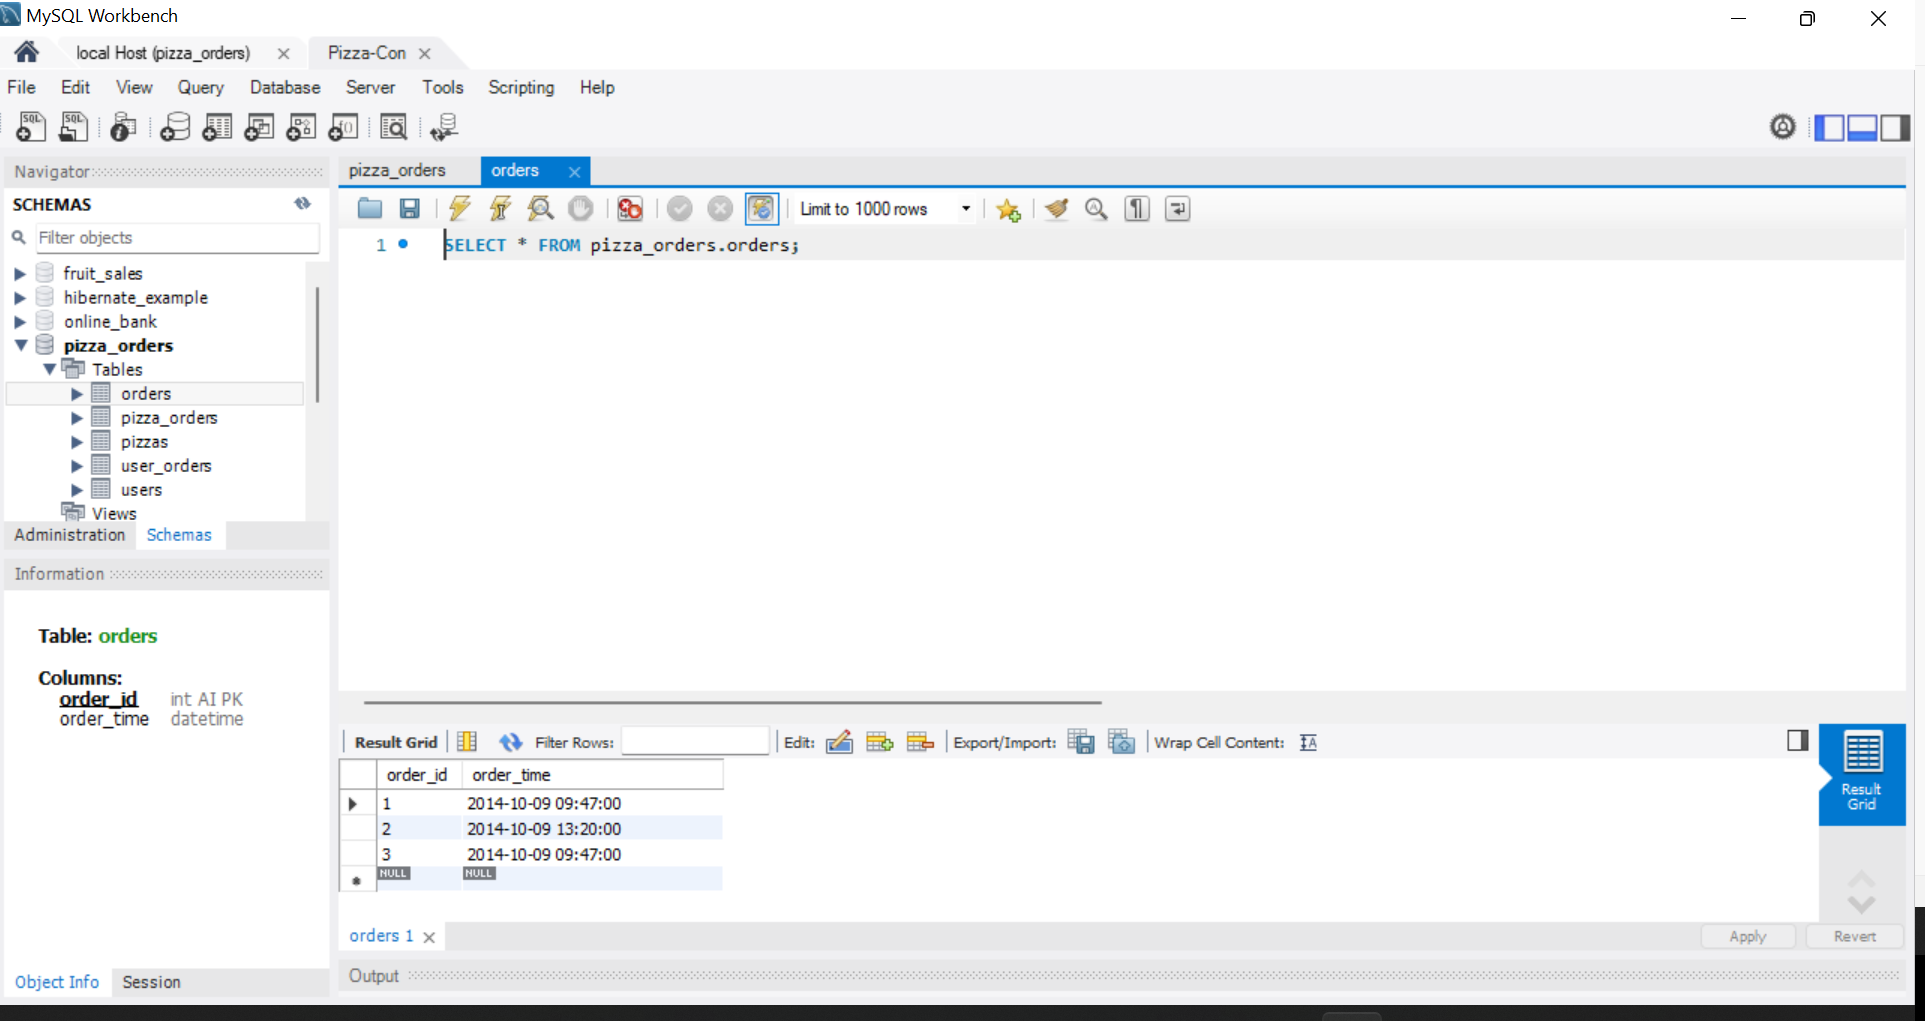 MySQL Workbench
local Host (pizza_orders)
Pizza-Con
File Edit View Query Database Server Tools Scripting Help
Navigator
SCHEMAS
Filter objects
fruit_sales
hibernate_example
online_bank
pizza_orders
Tables
orders
pizza_orders
pizzas
user_orders
users
Views
Administration Schemas
Information
Table: orders
Columns:
order_id int AI PK
order_time datetime
Object Info Session
pizza_orders orders
Limit to 1000 rows
1 SELECT * FROM pizza_orders.orders;
Result Grid Filter Rows: Edit: Export/Import: Wrap Cell Content:
order_id order_time
1 2014-10-09 09:47:00
2 2014-10-09 13:20:00
3 2014-10-09 09:47:00
NULL NULL
Result
Grid
orders 1
Apply Revert
Output